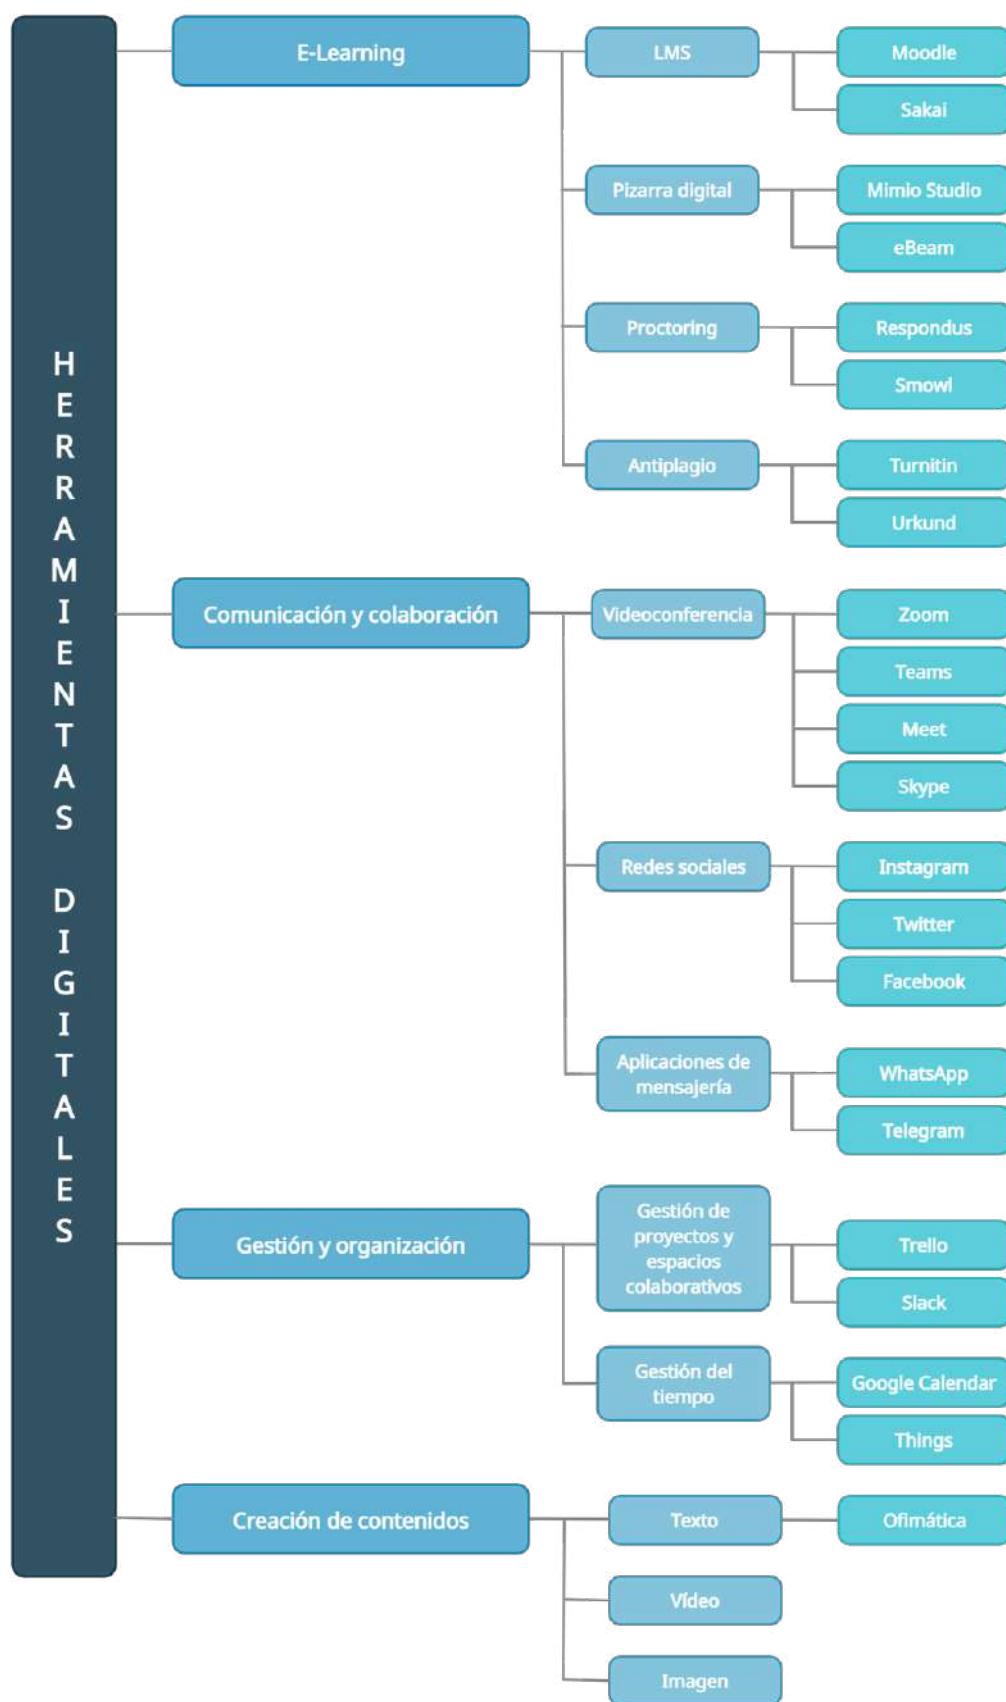 HERRAMIENTAS DIGITALES
E-Learning
LMS
Moodle
Sakai
Pizarra digital
Mimio Studio
eBeam
Proctoring
Respondus
Smowl
Antiplagio
Turnitin
Urkund
Comunicación y colaboración
Videoconferencia
Zoom
Teams
Meet
Skype
Redes sociales
Instagram
Twitter
Facebook
Aplicaciones de
mensajería
WhatsApp
Telegram
Gestión y organización
Gestión de
proyectos y
espacios
colaborativos
Trello
Slack
Gestión del
tiempo
Google Calendar
Things
Creación de contenidos
Texto
Ofimática
Vídeo
Imagen